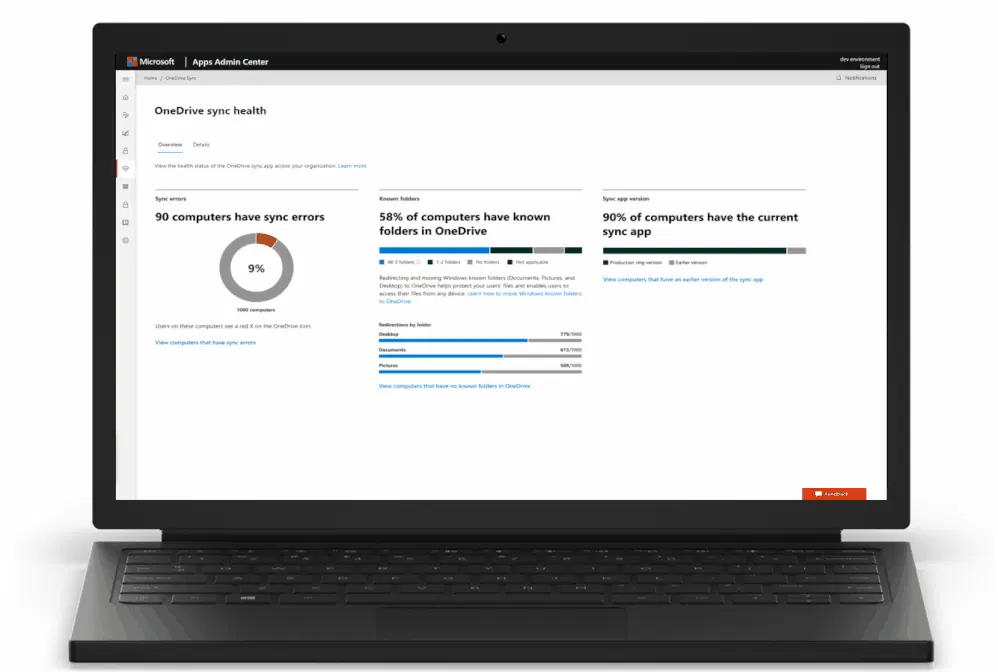 Microsoft | Apps Admin Center
dev environment
Sign out
Home / OneDrive Sync
Notifications
OneDrive sync health
Overview Details
View the health status of the OneDrive sync app across your organization. Learn more
Sync errors
90 computers have sync errors
9%
1000 computers
Users on these computers see a red X on the OneDrive icon.
View computers that have sync errors
Known folders
58% of computers have known
folders in OneDrive
All 3 folders 1-2 folders No folders Not applicable
Redirecting and moving Windows known folders (Documents, Pictures, and
Desktop) to OneDrive helps protect your users' files and enables users to
access their files from any device. Learn how to move Windows known folders
to OneDrive
Redirections by folder
Desktop 779/1000
Documents 613/1000
Pictures 509/1000
View computers that have no known folders in OneDrive
Sync app version
90% of computers have the current
sync app
Production ring version Earlier version
View computers that have an earlier version of the sync app
Feedback